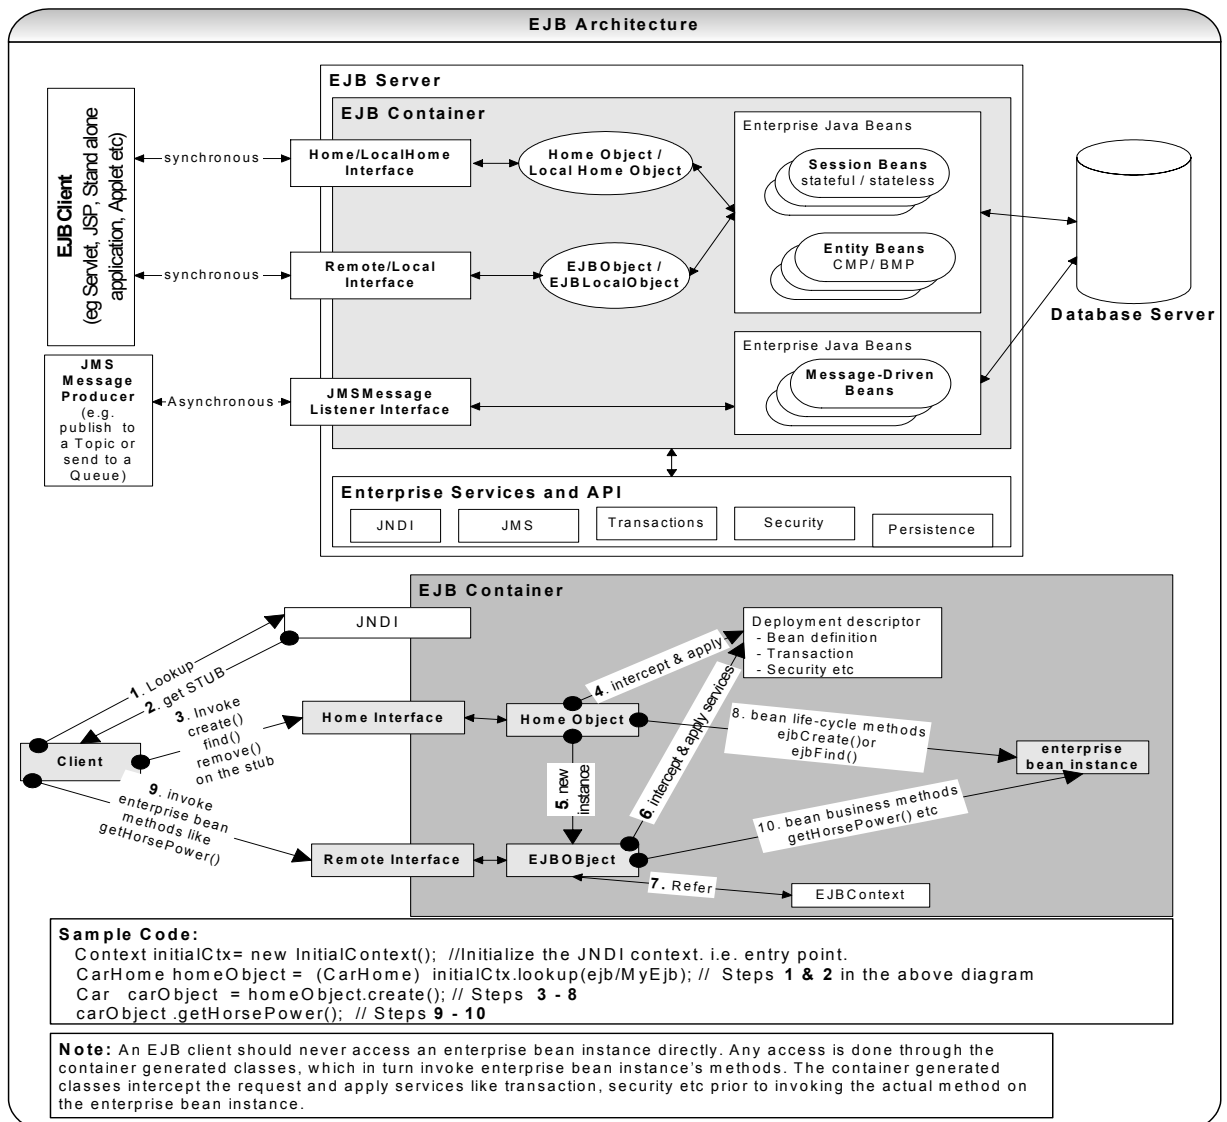 EJB Architecture
EJB Server
EJB Container
EJB Client
(eg Servlet, JSP, Stand alone
application, Applet etc)
synchronous
Home/LocalHome
Interface
Home Object /
Local Home Object
Enterprise Java Beans
Session Beans
stateful / stateless
Entity Beans
CMP/ BMP
synchronous
Remote/Local
Interface
EJBObject /
EJBLocalObject
Database Server
JMS
Message
Producer
(e.g.
publish to
a Topic or
send to a
Queue)
Asynchronous
JMSMessage
Listener Interface
Enterprise Java Beans
Message-Driven
Beans
Enterprise Services and API
JNDI
JMS
Transactions
Security
Persistence
EJB Container
JNDI
Deployment descriptor
- Bean definition
- Transaction
- Security etc
1. Lookup
2. get STUB
3. Invoke
create()
find()
remove()
on the stub
4. intercept & apply
Home Interface
Home Object
5. new
instance
6. intercept & apply services
8. bean life-cycle methods
ejbCreate()or
ejbFind()
enterprise
bean instance
Client
9. invoke
enterprise bean
methods like
getHorsePower()
10. bean business methods
getHorsePower() etc
Remote Interface
EJBOBject
7. Refer
EJBContext
Sample Code:
Context initialCtx= new InitialContext(); //Initialize the JNDI context. i.e. entry point.
CarHome homeObject = (CarHome) initialCtx.lookup(ejb/MyEjb); // Steps 1 & 2 in the above diagram
Car carObject = homeObject.create(); // Steps 3 - 8
carObject .getHorsePower(); // Steps 9 - 10
Note: An EJB client should never access an enterprise bean instance directly. Any access is done through the
container generated classes, which in turn invoke enterprise bean instance's methods. The container generated
classes intercept the request and apply services like transaction, security etc prior to invoking the actual method on
the enterprise bean instance.